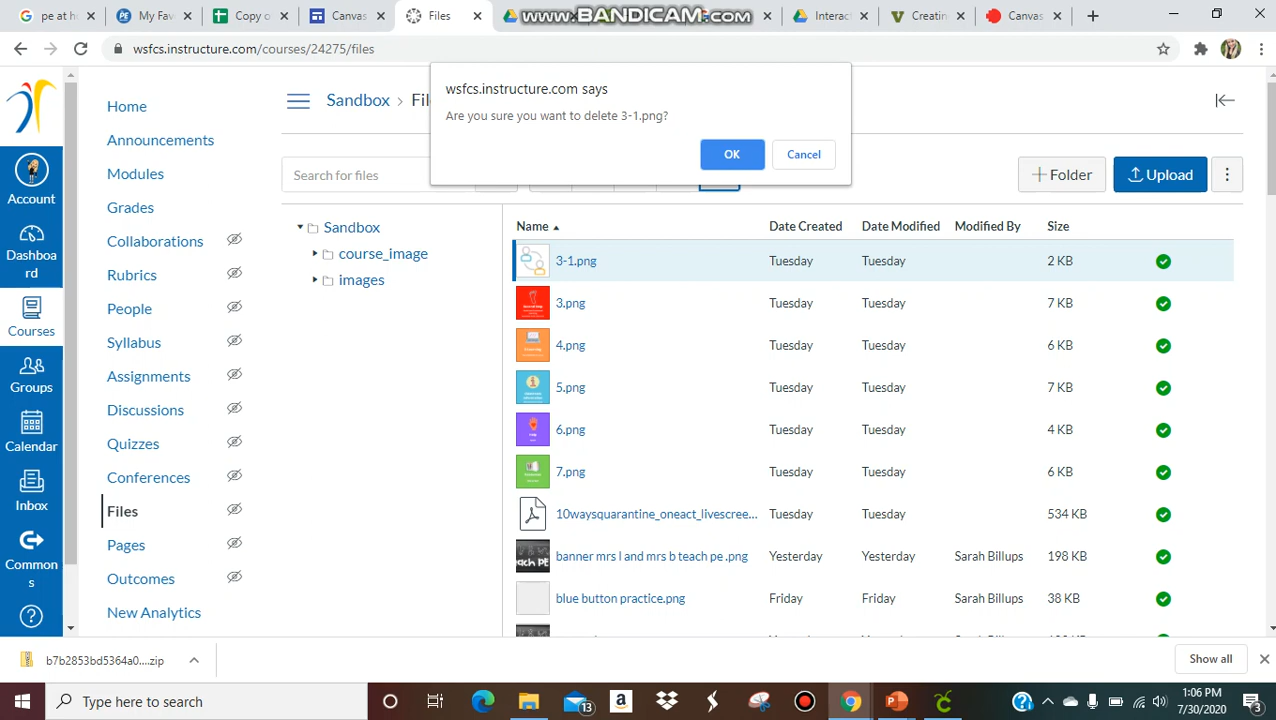 pe at ho
My Fav
Copy o
Canvas
Files
WWW.BANDICAM.COM
Interac
Creatin
Canvas
wsfcs.instructure.com/courses/24275/files
wsfcs.instructure.com says
Are you sure you want to delete 3-1.png?
OK
Cancel
Sandbox > Fil
Search for files
Folder
Upload
Account
Dashboa
rd
Courses
Groups
Calendar
Inbox
Common
s
Home
Announcements
Modules
Grades
Collaborations
Rubrics
People
Syllabus
Assignments
Discussions
Quizzes
Conferences
Files
Pages
Outcomes
New Analytics
Sandbox
course_image
images
Name Date Created Date Modified Modified By Size
3-1.png Tuesday Tuesday 2 KB
3.png Tuesday Tuesday 7 KB
4.png Tuesday Tuesday 6 KB
5.png Tuesday Tuesday 7 KB
6.png Tuesday Tuesday 4 KB
7.png Tuesday Tuesday 6 KB
10waysquarantine_oneact_livescree... Tuesday Tuesday 534 KB
banner mrs l and mrs b teach pe .png Yesterday Yesterday Sarah Billups 198 KB
blue button practice.png Friday Friday Sarah Billups 38 KB
b7b2853bd5364a0....zip
Show all
Type here to search
13
1:06 PM
7/30/2020
3